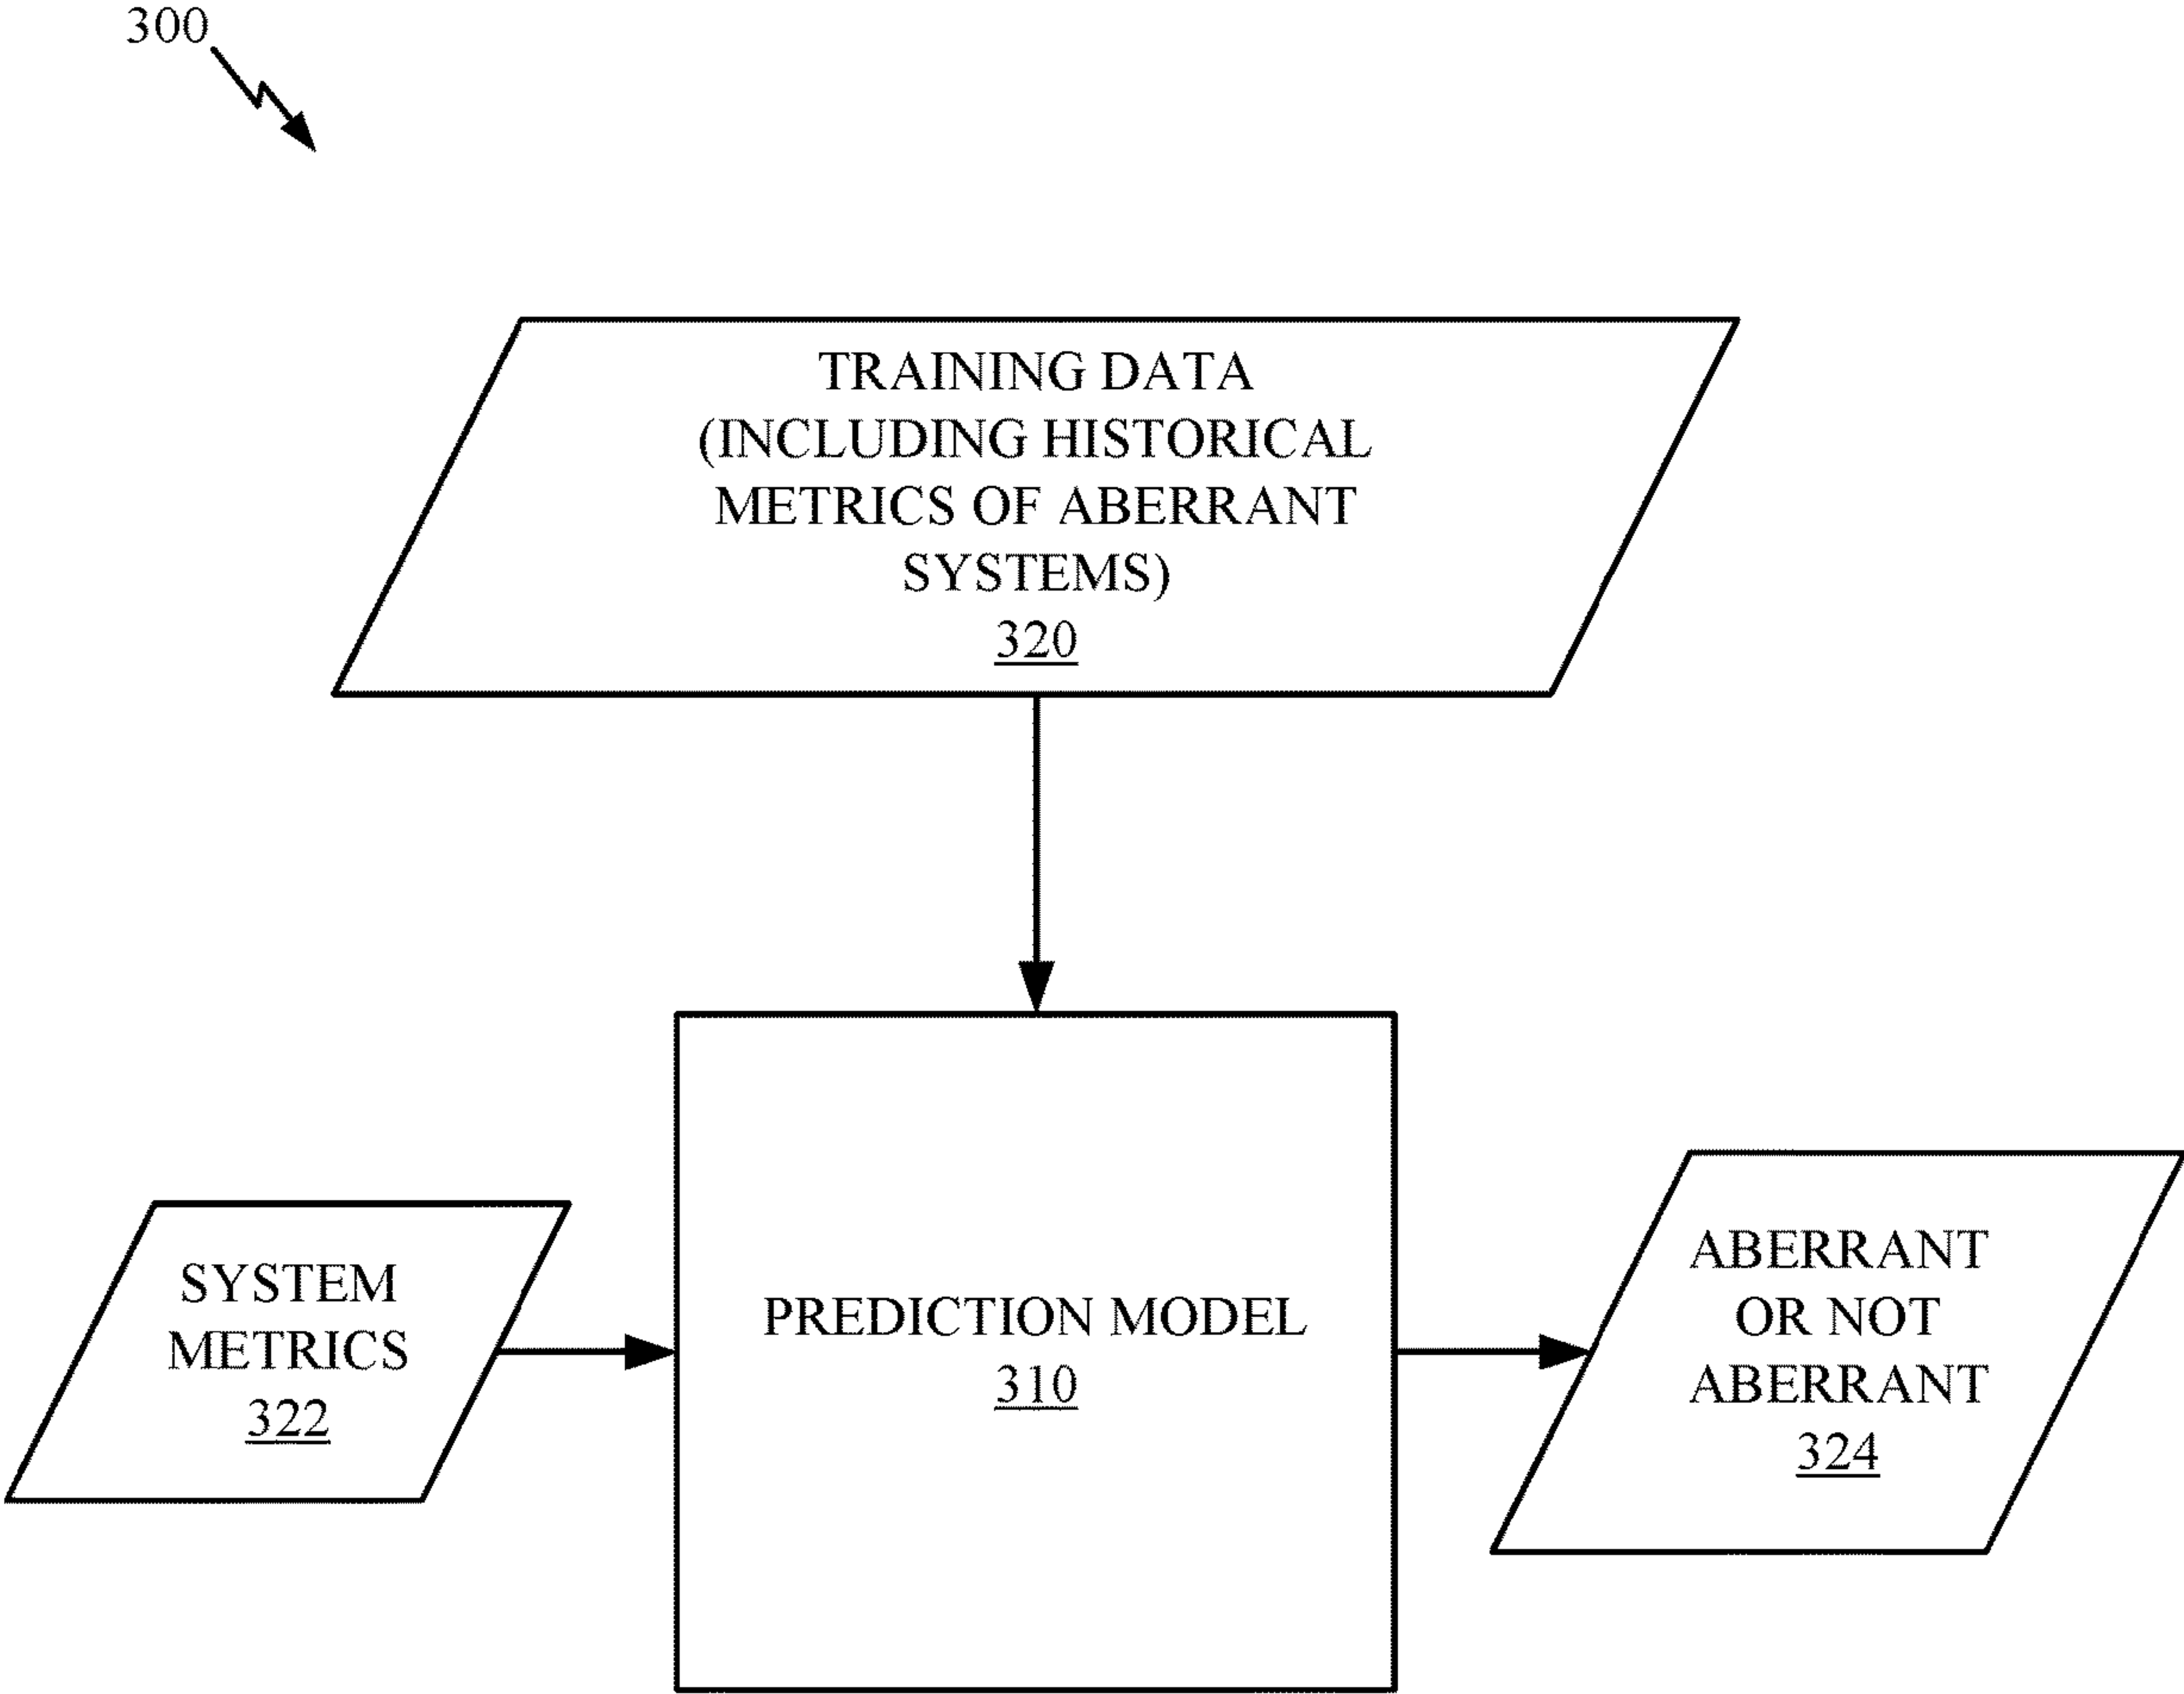 300
TRAINING DATA
(INCLUDING HISTORICAL
METRICS OF ABERRANT
SYSTEMS)
320
SYSTEM
METRICS
322
PREDICTION MODEL
310
ABERRANT
OR NOT
ABERRANT
324